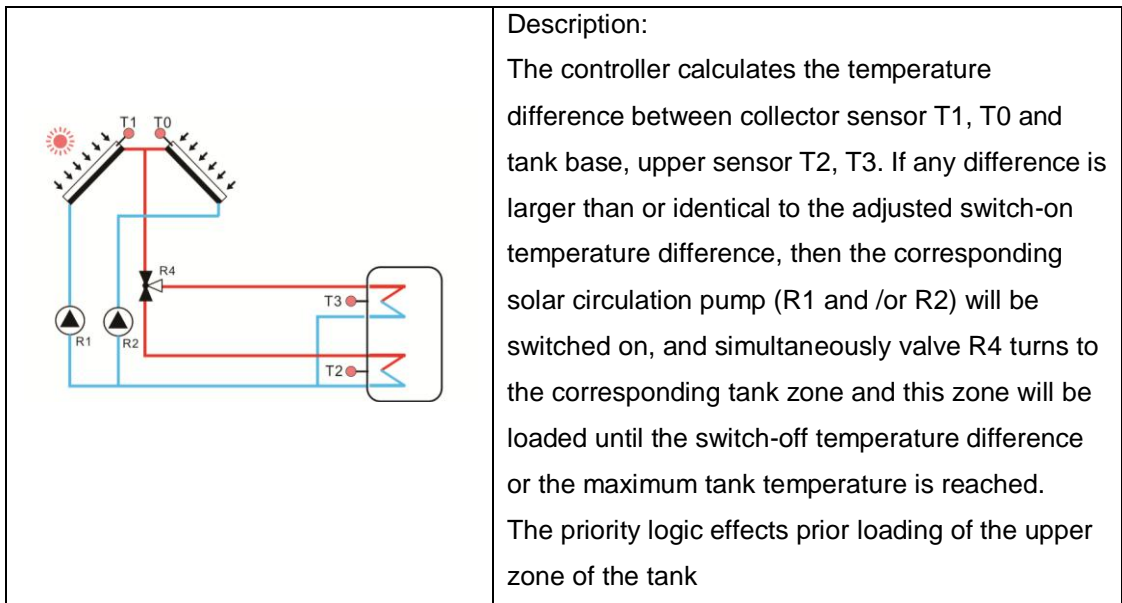 T1 T0
R4
T3
R1
R2
T2
Description:
The controller calculates the temperature
difference between collector sensor T1, T0 and
tank base, upper sensor T2, T3. If any difference is
larger than or identical to the adjusted switch-on
temperature difference, then the corresponding
solar circulation pump (R1 and /or R2) will be
switched on, and simultaneously valve R4 turns to
the corresponding tank zone and this zone will be
loaded until the switch-off temperature difference
or the maximum tank temperature is reached.
The priority logic effects prior loading of the upper
zone of the tank